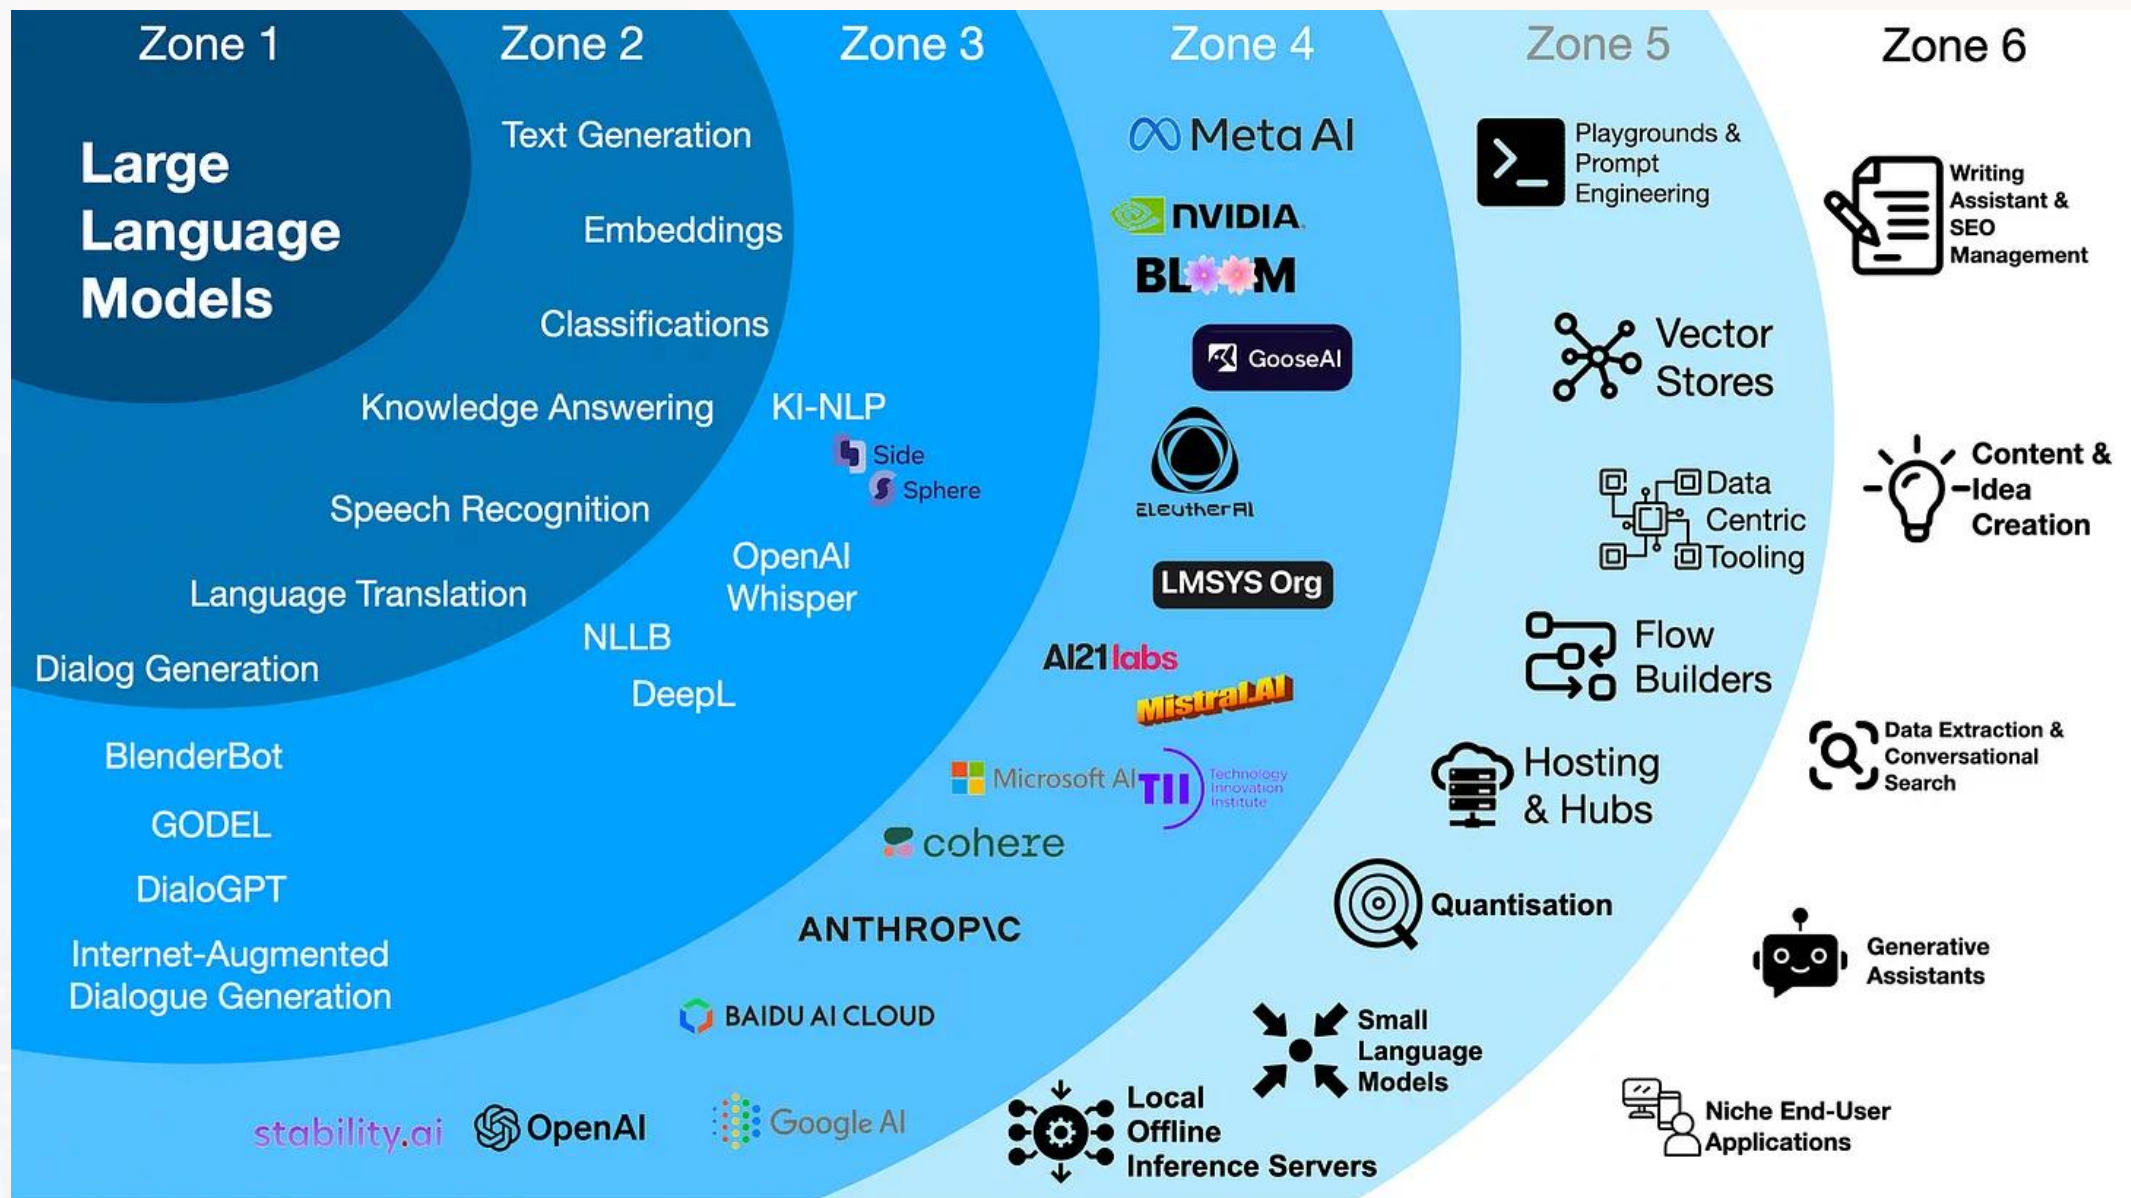 Zone 1
Zone 2
Zone 3
Zone 4
Zone 5
Zone 6
Large
Language
Models
Text Generation
Embeddings
Classifications
Knowledge Answering
Speech Recognition
Language Translation
Dialog Generation
KI-NLP
Side
Sphere
OpenAI
Whisper
NLLB
DeepL
BlenderBot
GODEL
DialoGPT
Internet-Augmented
Dialogue Generation
Meta AI
NVIDIA.
BLOOM
GooseAI
EleutherAI
LMSYS Org
AI21labs
Mistral.AI
Microsoft AI
TII
Technology
Innovation
Institute
cohere
ANTHROP\C
BAIDU AI CLOUD
Google AI
OpenAI
stability.ai
Playgrounds &
Prompt
Engineering
Vector
Stores
Data
Centric
Tooling
Flow
Builders
Hosting
& Hubs
Quantisation
Small
Language
Models
Local
Offline
Inference Servers
Writing
Assistant &
SEO
Management
Content &
Idea
Creation
Data Extraction &
Conversational
Search
Generative
Assistants
Niche End-User
Applications